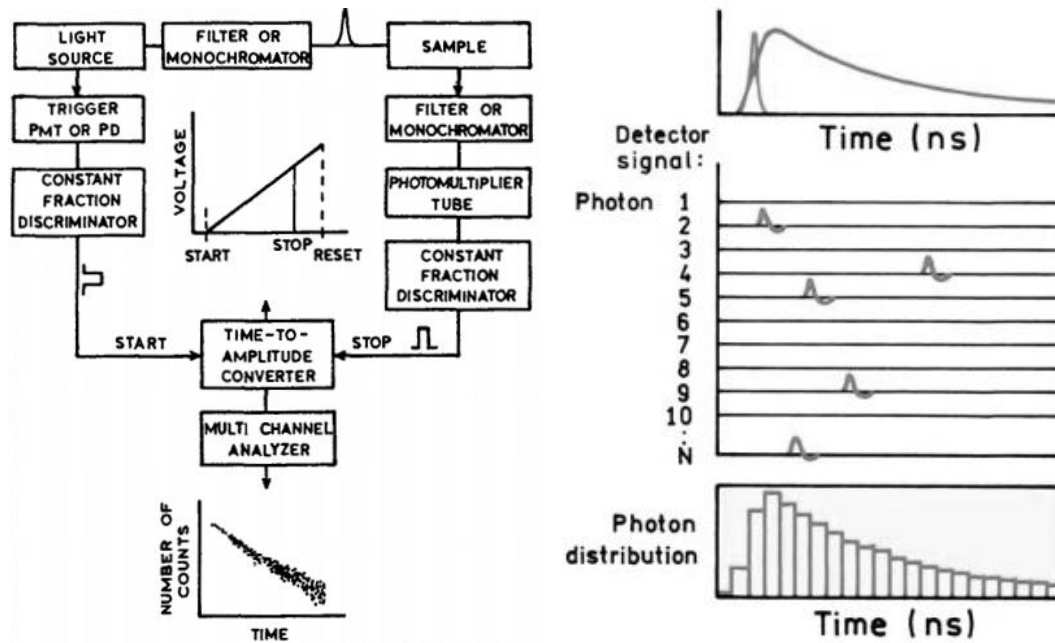 LIGHT
SOURCE
FILTER OR
MONOCHROMATOR
SAMPLE
TRIGGER
PMT OR PD
FILTER OR
MONOCHROMATOR
CONSTANT
FRACTION
DISCRIMINATOR
PHOTOMULTIPLIER
TUBE
VOLTAGE
START
STOP
RESET
CONSTANT
FRACTION
DISCRIMINATOR
START
TIME-TO-
AMPLITUDE
CONVERTER
STOP
MULTI CHANNEL
ANALYZER
NUMBER OF
COUNTS
TIME
Time (ns)
Detector
signal:
Photon 1
2
3
4
5
6
7
8
9
10
:
N
Photon
distribution
Time (ns)